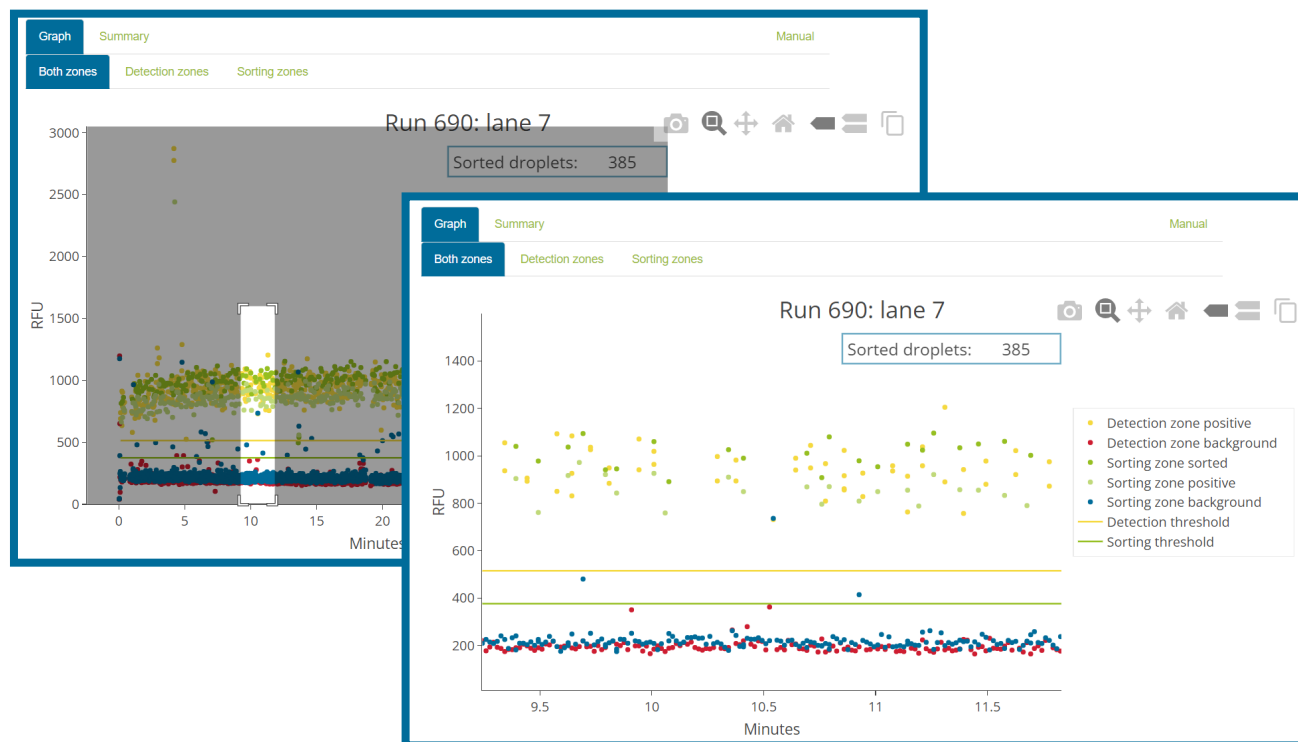 Graph Summary Manual
Both zones Detection zones Sorting zones
Run 690: lane 7
Sorted droplets: 385
3000
2500
2000
1500
1000
500
0
RFU
0 5 10 15 20
Minutes
Graph Summary Manual
Both zones Detection zones Sorting zones
Run 690: lane 7
Sorted droplets: 385
1400
1200
1000
800
600
400
200
RFU
9.5 10 10.5 11 11.5
Minutes
Detection zone positive
Detection zone background
Sorting zone sorted
Sorting zone positive
Sorting zone background
Detection threshold
Sorting threshold